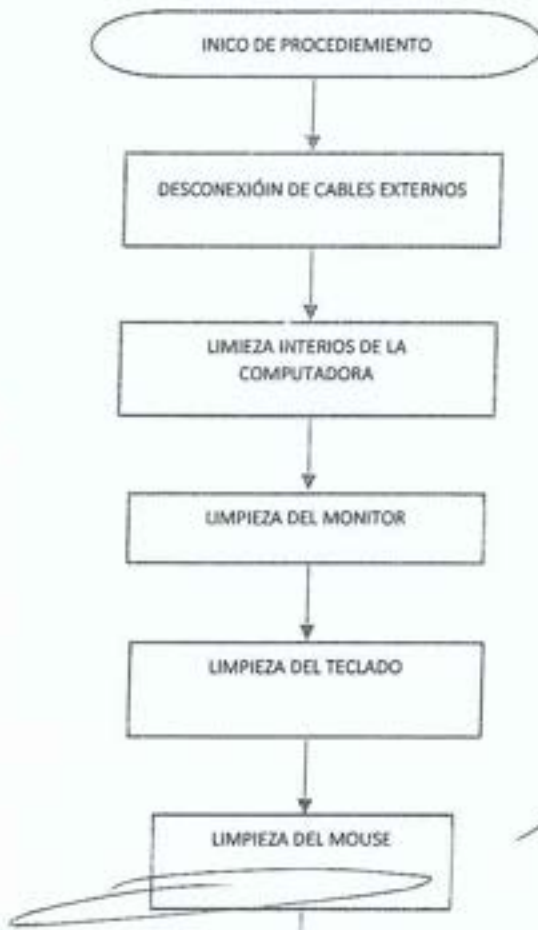 INICO DE PROCEDIEMIENTO
DESCONEXIÓIN DE CABLES EXTERNOS
LIMIEZA INTERIOS DE LA
COMPUTADORA
LIMPIEZA DEL MONITOR
LIMPIEZA DEL TECLADO
LIMPIEZA DEL MOUSE